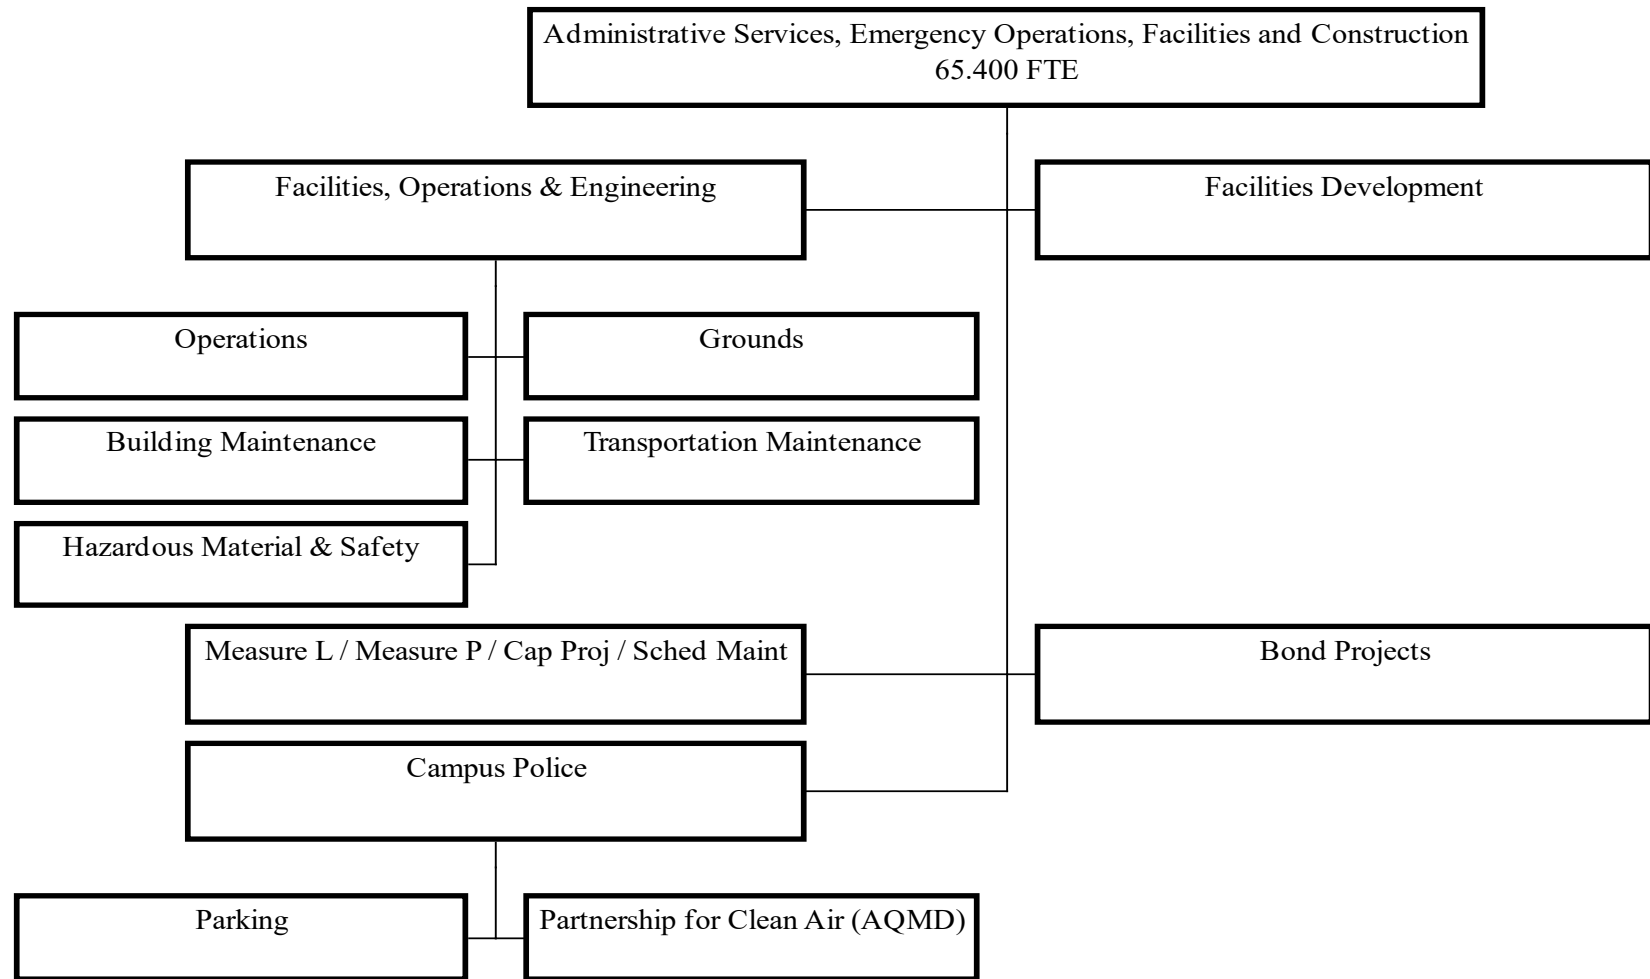 Administrative Services, Emergency Operations, Facilities and Construction
65.400 FTE
Facilities, Operations & Engineering
Facilities Development
Operations
Grounds
Building Maintenance
Transportation Maintenance
Hazardous Material & Safety
Measure L / Measure P / Cap Proj / Sched Maint
Bond Projects
Campus Police
Parking
Partnership for Clean Air (AQMD)